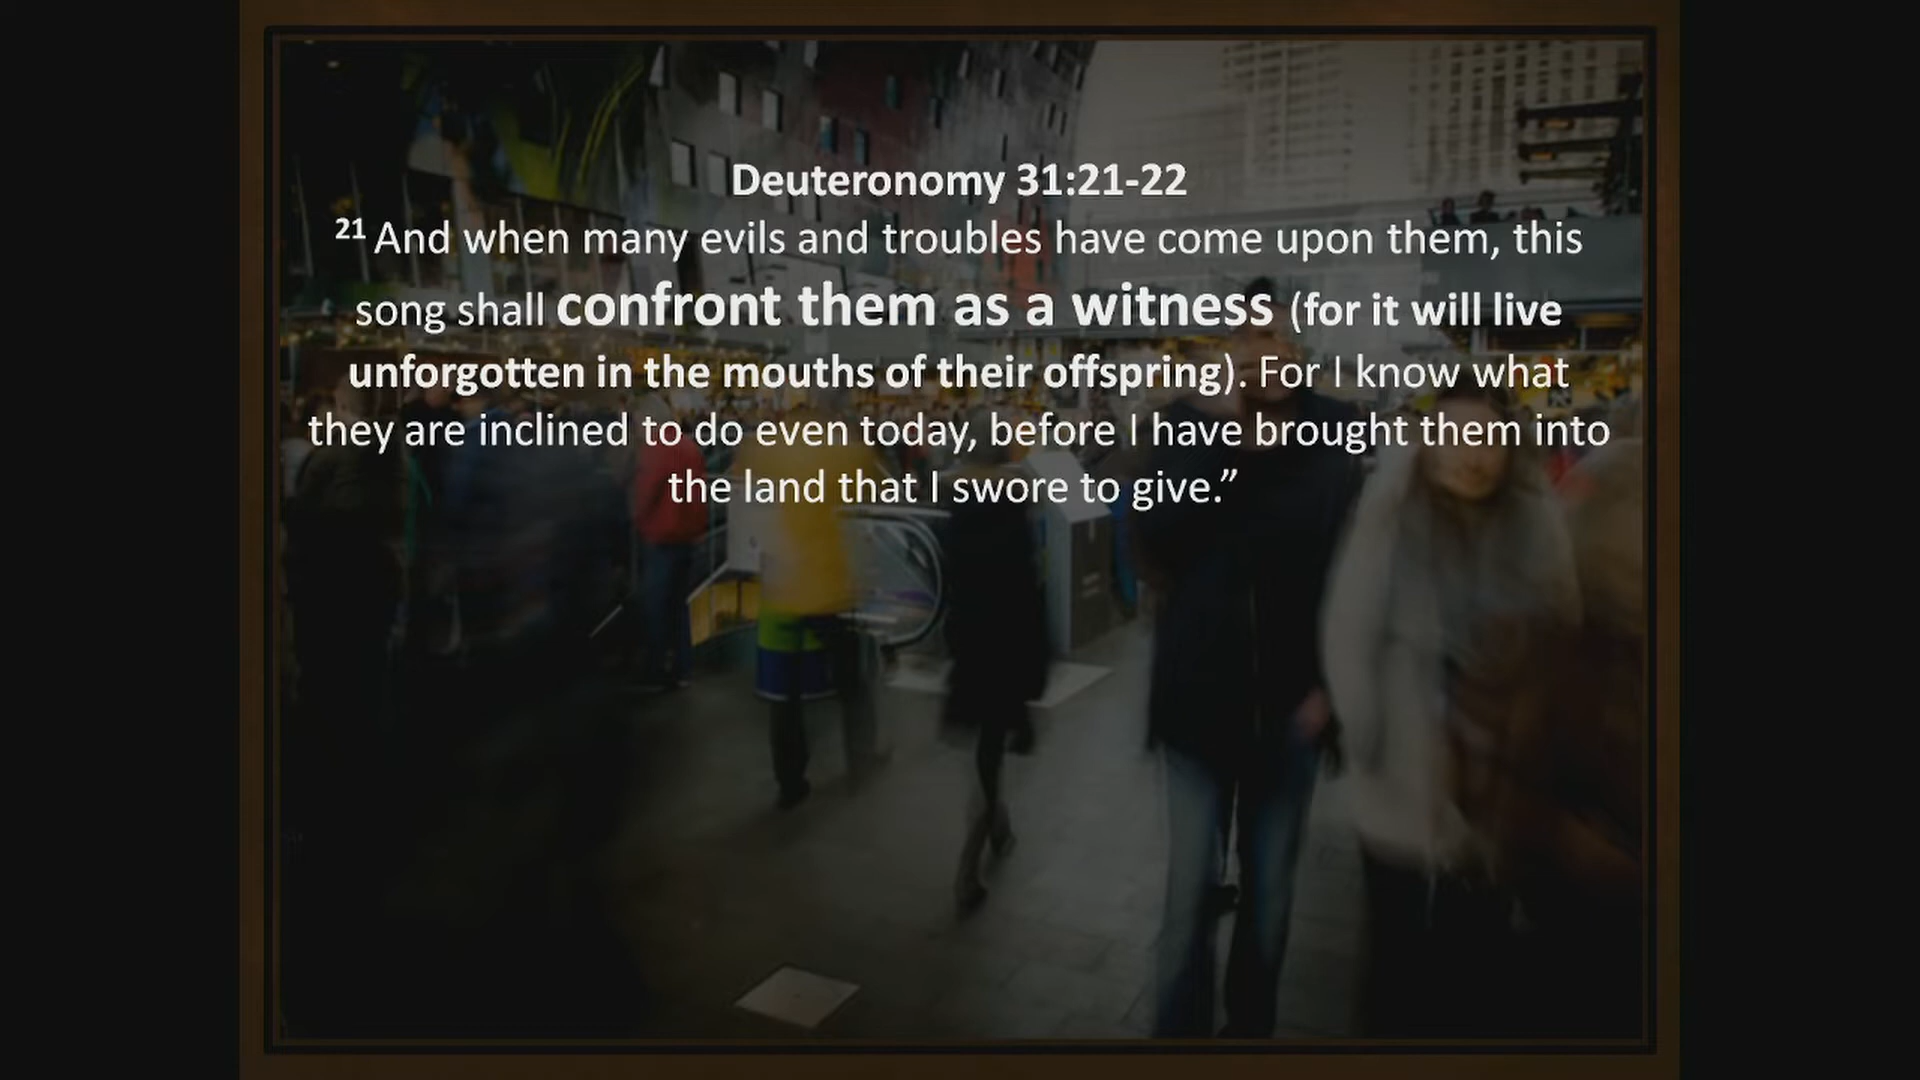 Deuteronomy 31:21-22
21 And when many evils and troubles have come upon them, this
song shall confront them as a witness (for it will live
unforgotten in the mouths of their offspring). For I know what
they are inclined to do even today, before I have brought them into
the land that I swore to give.”